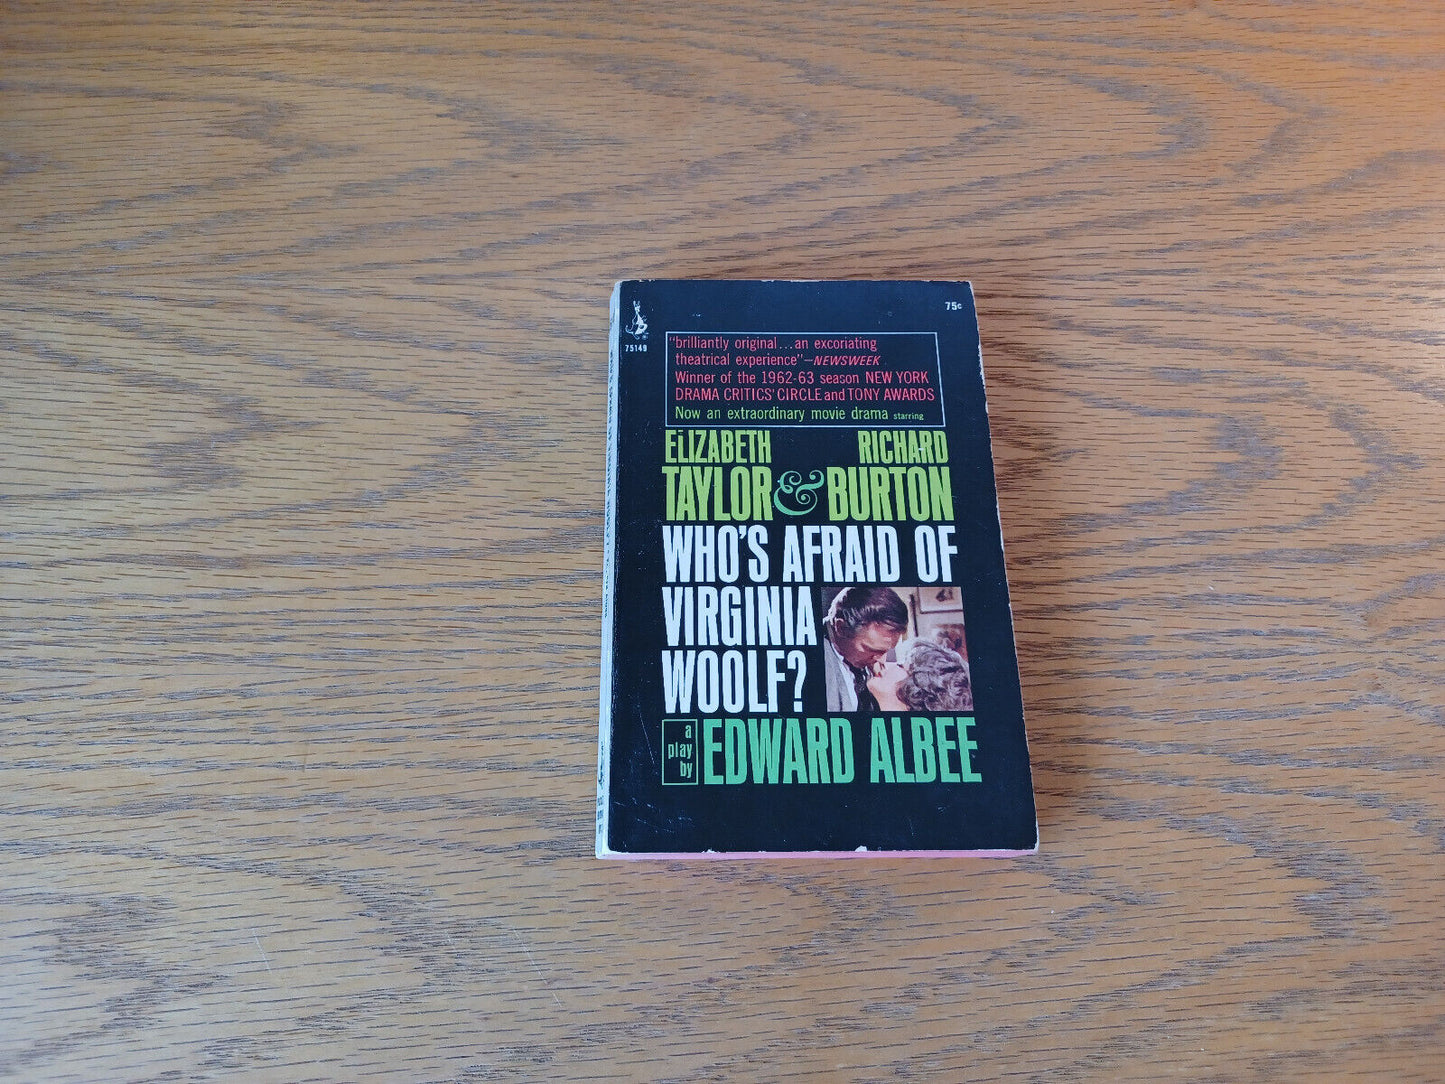 75149
75¢
"brilliantly original...an excoriating
theatrical experience"—NEWSWEEK
Winner of the 1962-63 season NEW YORK
DRAMA CRITICS' CIRCLE and TONY AWARDS
Now an extraordinary movie drama starring
ELIZABETH RICHARD
TAYLOR & BURTON
WHO'S AFRAID OF
VIRGINIA
WOOLF?
a
play
by
EDWARD ALBEE